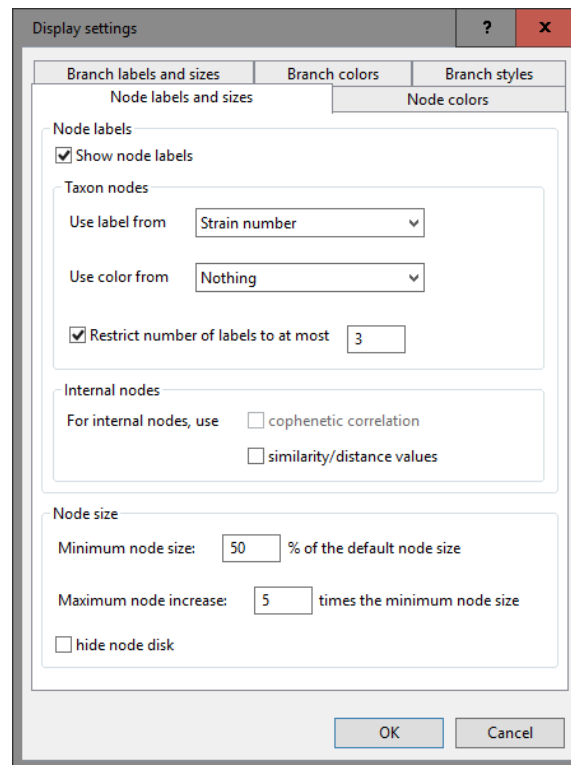 Display settings ? x
Branch labels and sizes Branch colors Branch styles
Node labels and sizes Node colors
Node labels
Show node labels
Taxon nodes
Use label from Strain number
Use color from Nothing
Restrict number of labels to at most 3
Internal nodes
For internal nodes, use cophenetic correlation
similarity/distance values
Node size
Minimum node size: 50 % of the default node size
Maximum node increase: 5 times the minimum node size
hide node disk
OK Cancel